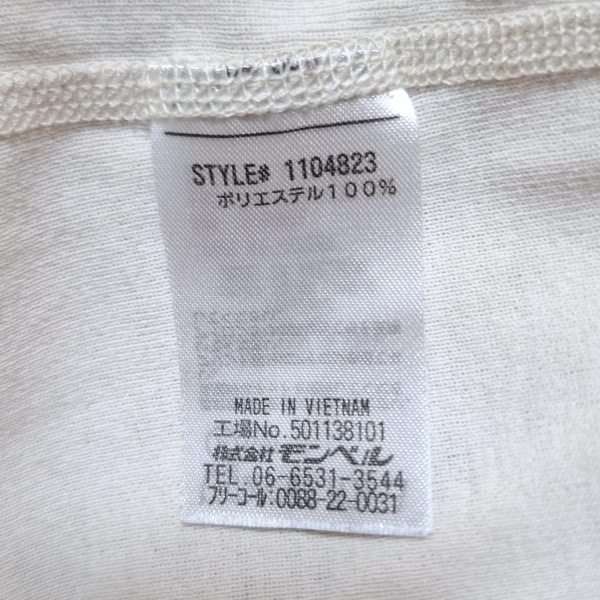 STYLE# 1104823
ポリエステル100%
MADE IN VIETNAM
工場No.501138101
株式会社 モンベル
TEL.06-6531-3544
フリーコール:0088-22-0031